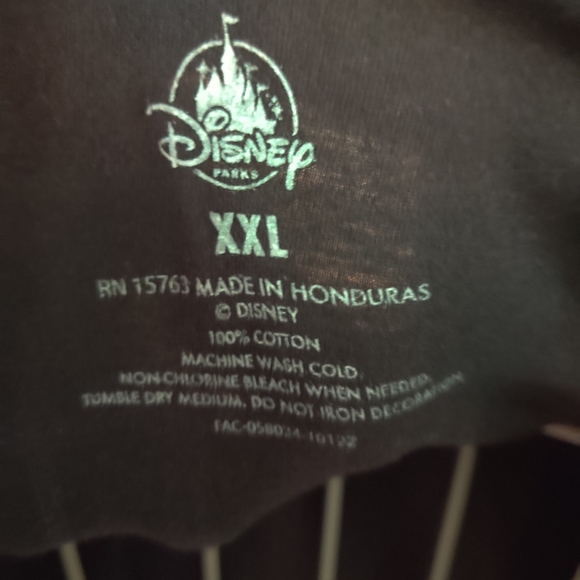 Disney
PARKS
XXL
RN 15763 MADE IN HONDURAS
© DISNEY
100% COTTON
MACHINE WASH COLD.
NON-CHLORINE BLEACH WHEN NEEDED.
TUMBLE DRY MEDIUM. DO NOT IRON DECORATION